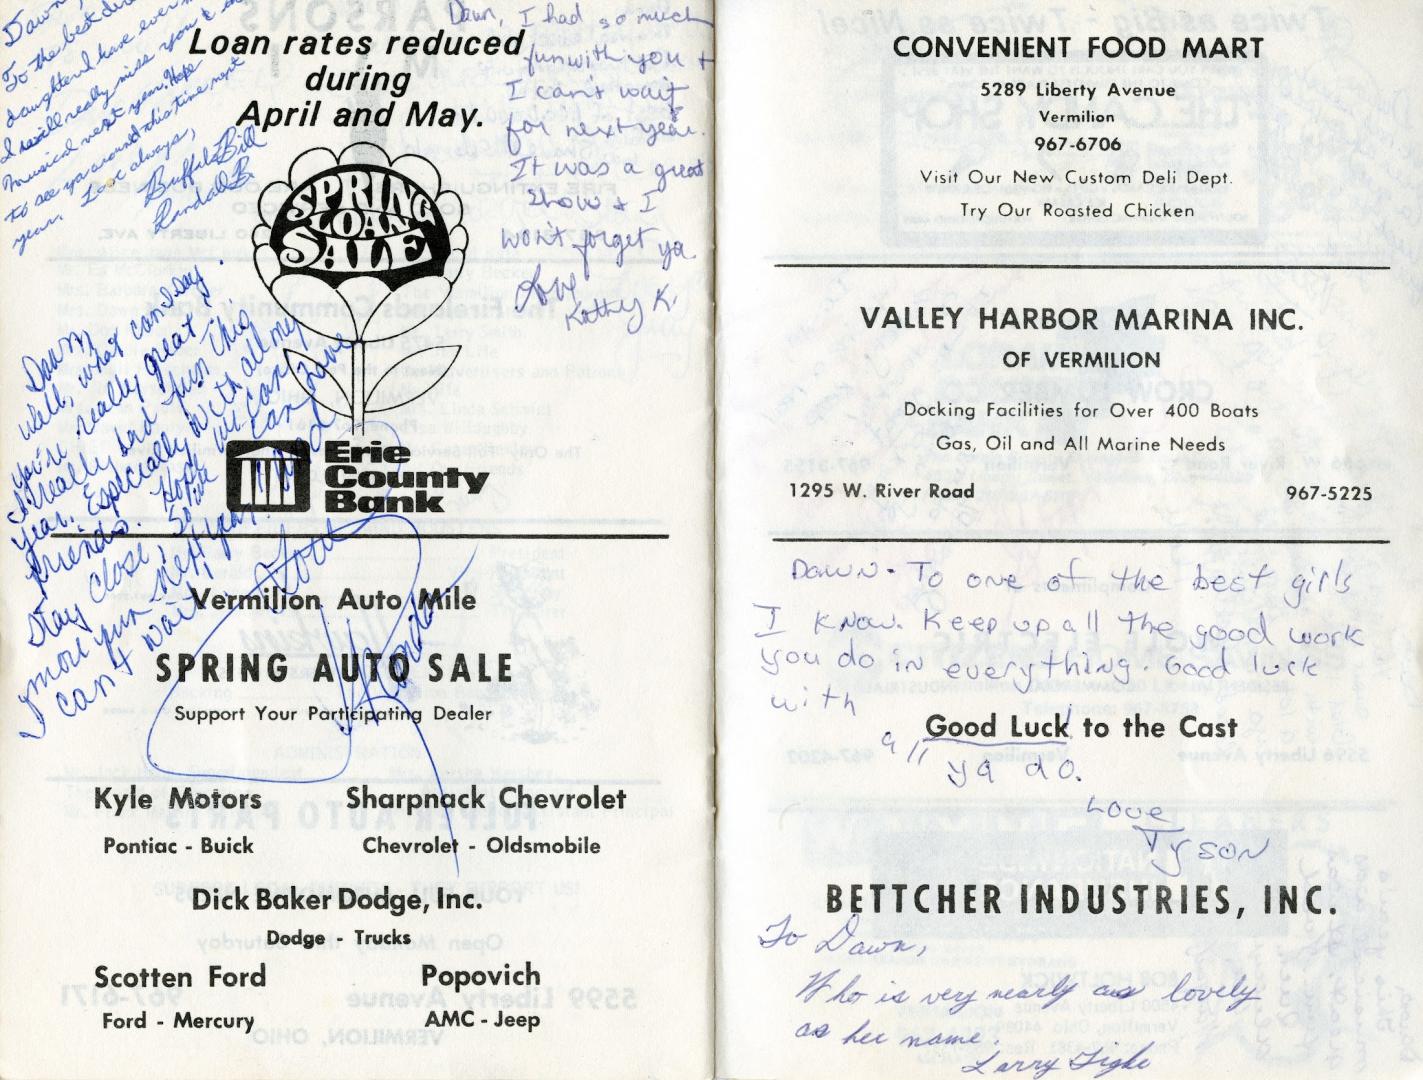 Dawn,
To the best
daughter I have ever
I will really miss you & 
musical next year. Hope
to see ya around this time next
year. Love always,
Buffalo Bill
Randall B.
Dawn, I had so much
fun with you +
I can't wait
for next year.
It was a great
show & I
won't forget ya
Love
Kathy K.
Loan rates reduced
during
April and May.
SPRING
LOAN
SALE
Dawn,
Well, what can I say.
you're really great.
I really had fun this
year. Especially with all my
friends. Hope we can
stay close, Soo we can have
more fun next year. I
can't wait!
Love
Erie
County
Bank
Vermilion Auto Mile
SPRING AUTO SALE
Support Your Participating Dealer
Kyle Motors Sharpnack Chevrolet
Pontiac - Buick Chevrolet - Oldsmobile
Dick Baker Dodge, Inc.
Dodge - Trucks
Scotten Ford Popovich
Ford - Mercury AMC - Jeep
CONVENIENT FOOD MART
5289 Liberty Avenue
Vermilion
967-6706
Visit Our New Custom Deli Dept.
Try Our Roasted Chicken
VALLEY HARBOR MARINA INC.
OF VERMILION
Docking Facilities for Over 400 Boats
Gas, Oil and All Marine Needs
1295 W. River Road 967-5225
Dawn - To one of the best girls
I know. Keep up all the good work
you do in everything. Good luck
with
Good Luck to the Cast
all
ya do.
Love
Tyson
BETTCHER INDUSTRIES, INC.
To Dawn,
Who is very nearly as lovely
as her name.
Larry Tighe